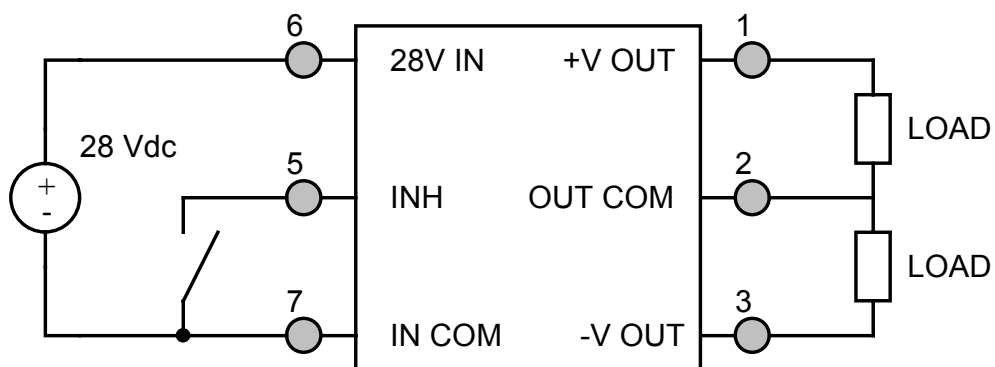 6
1
28V IN
+V OUT
28 Vdc
LOAD
+
-
5
2
INH
OUT COM
LOAD
7
3
IN COM
-V OUT